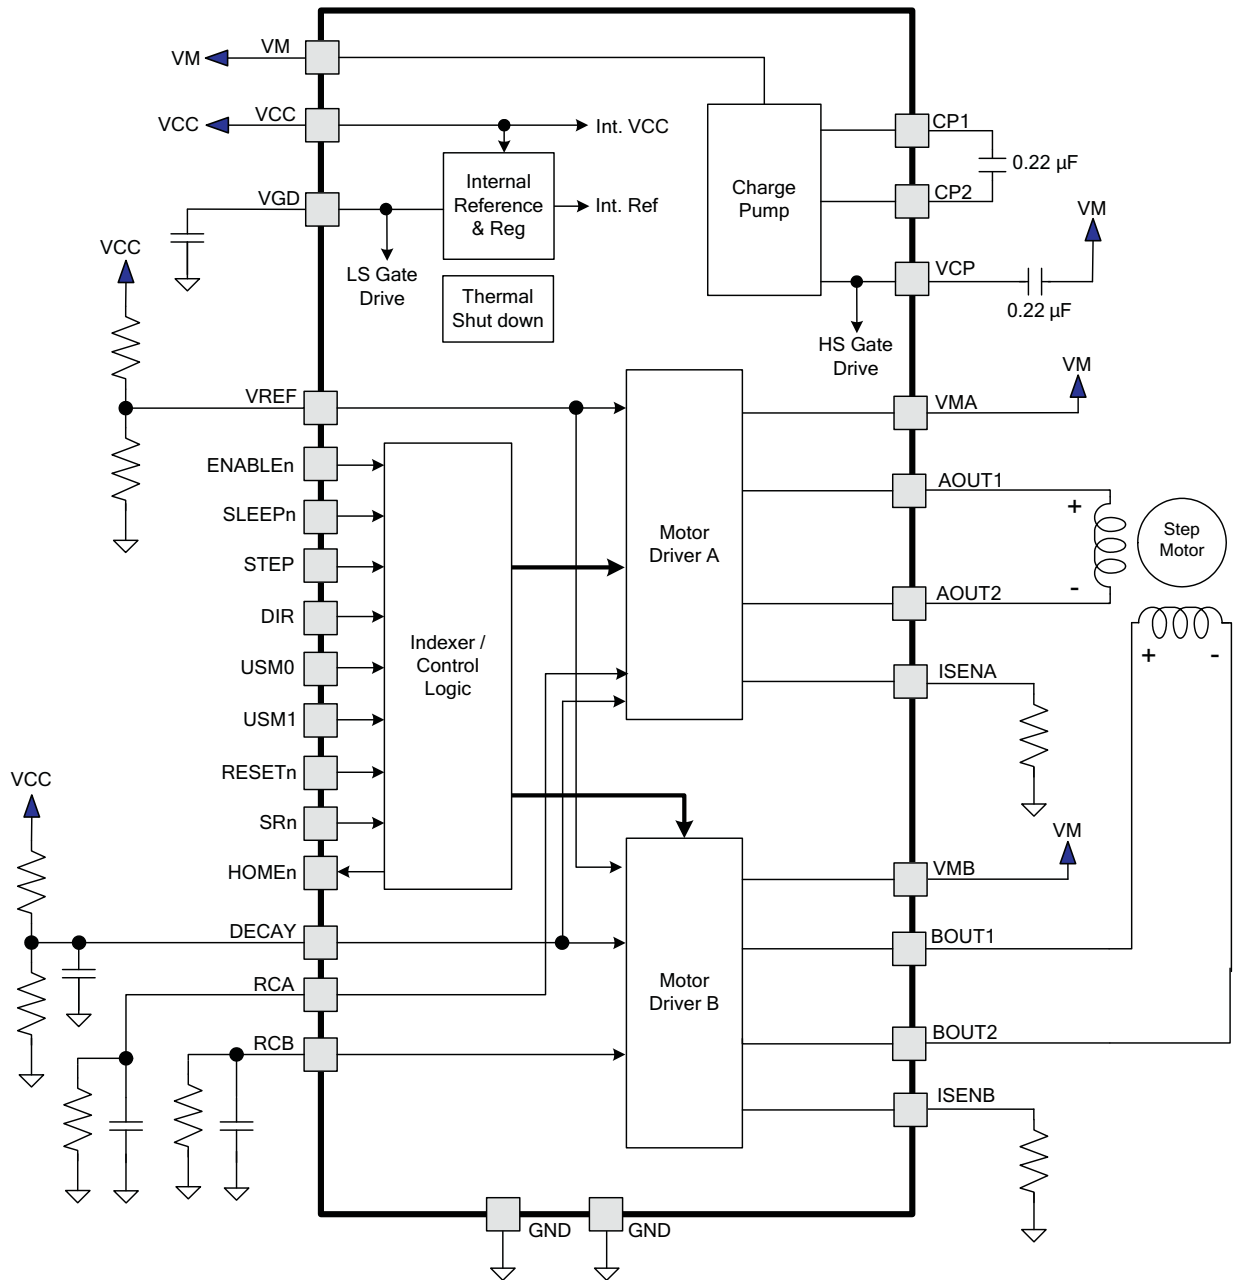 VM
VM
VCC
VCC
Int. VCC
CP1
0.22 µF
CP2
Charge
Pump
Internal
Reference
& Reg
VGD
Int. Ref
VM
VCC
LS Gate
Drive
Thermal
Shut down
VCP
0.22 µF
HS Gate
Drive
VM
VREF
VMA
ENABLEn
AOUT1
SLEEPn
+
Step
Motor
Motor
Driver A
STEP
-
AOUT2
DIR
Indexer /
Control
Logic
USM0
+
-
ISENA
USM1
RESETn
VCC
SRn
VM
HOMEn
VMB
DECAY
BOUT1
RCA
Motor
Driver B
RCB
BOUT2
ISENB
GND
GND